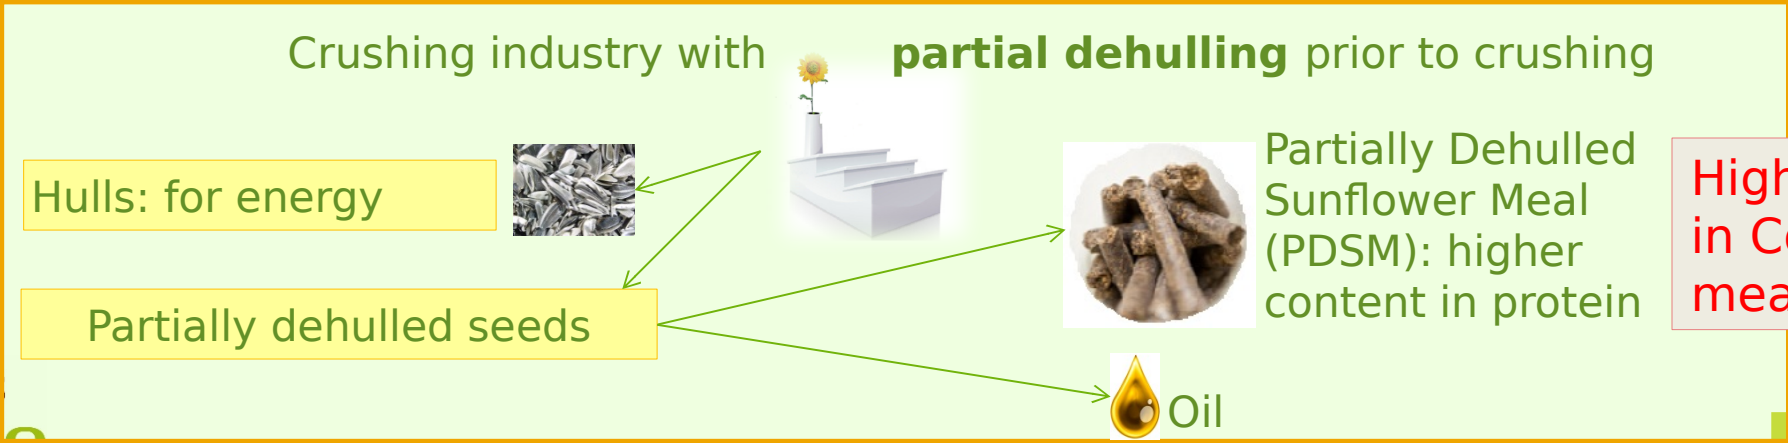 Crushing industry with partial dehulling prior to crushing
Hulls: for energy
Partially Dehulled
Sunflower Meal
(PDSM): higher
content in protein
Partially dehulled seeds
Oil
in